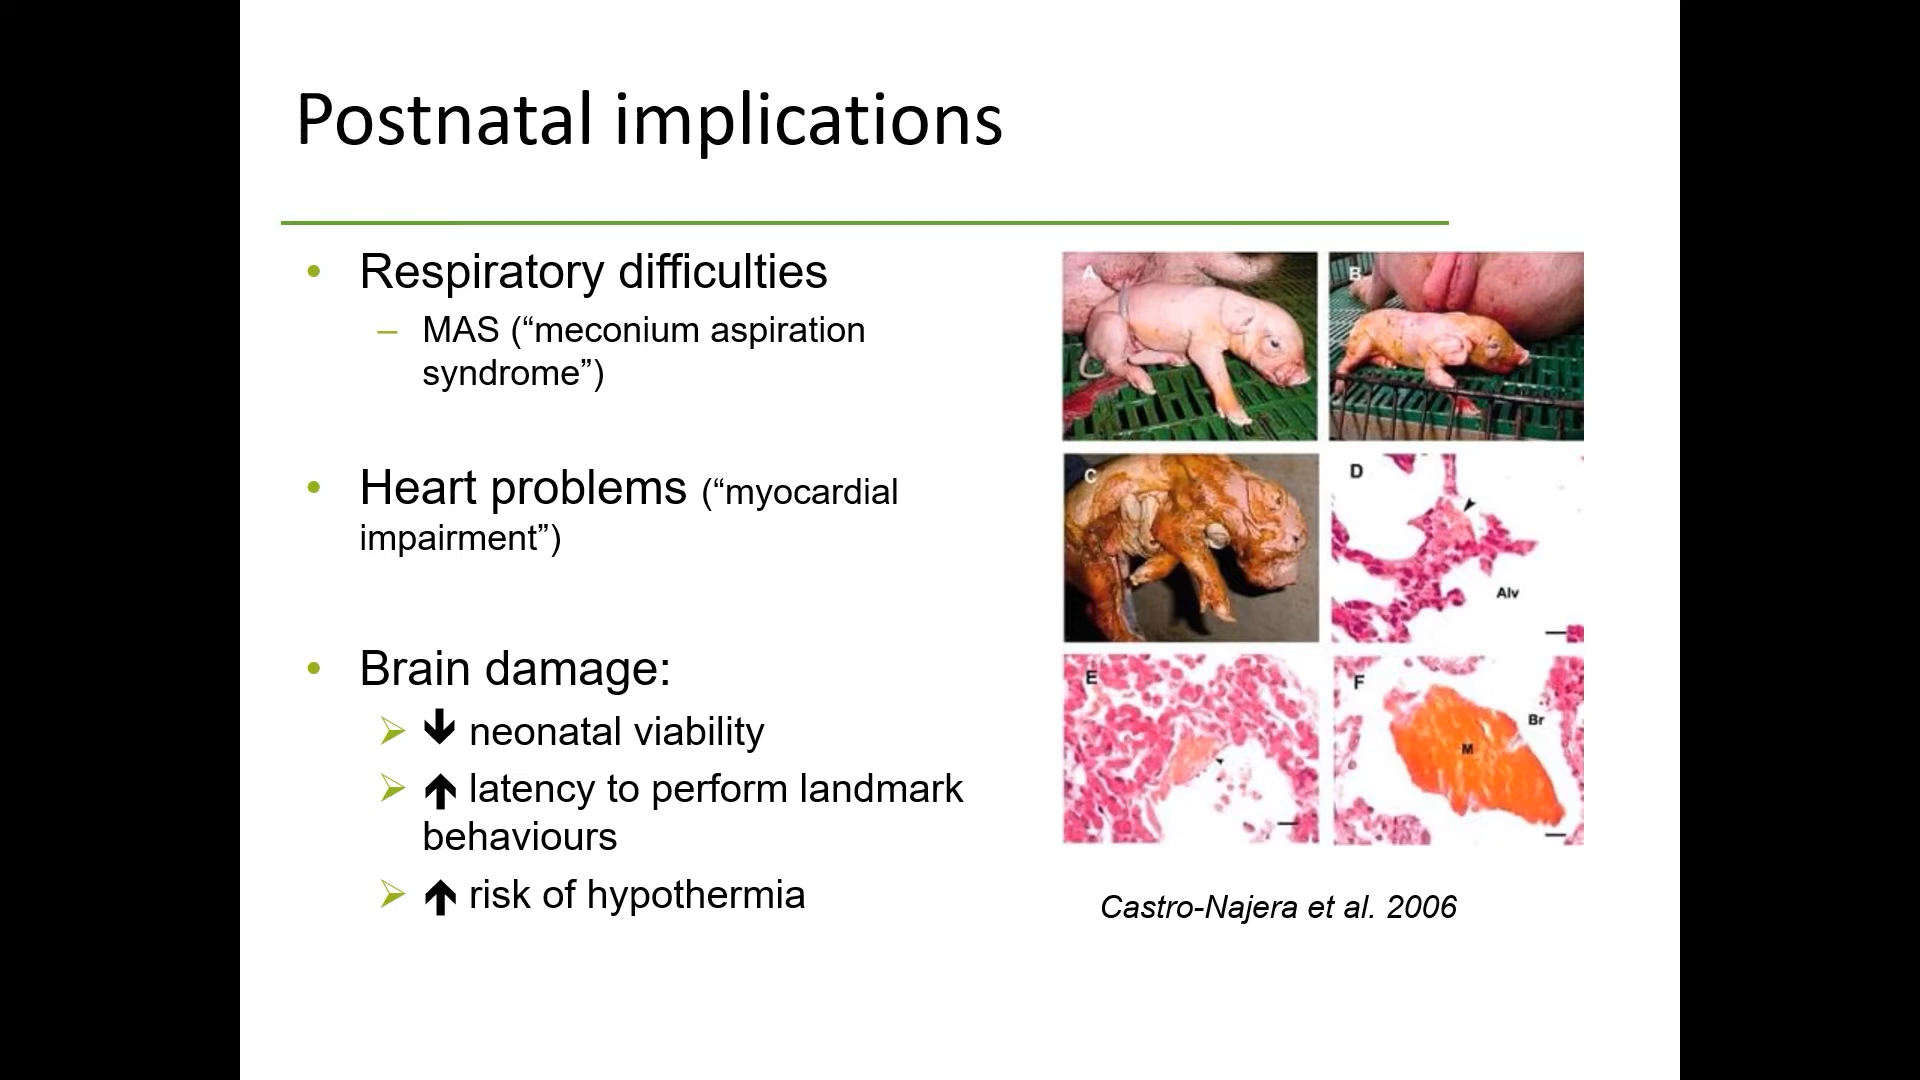 Postnatal implications
• Respiratory difficulties
– MAS (“meconium aspiration
syndrome”)
• Heart problems (“myocardial
impairment”)
• Brain damage:
➢ 🡻 neonatal viability
➢ 🡹 latency to perform landmark
behaviours
➢ 🡹 risk of hypothermia
A
B
C
D
Alv
E
F
Br
M
Castro-Najera et al. 2006